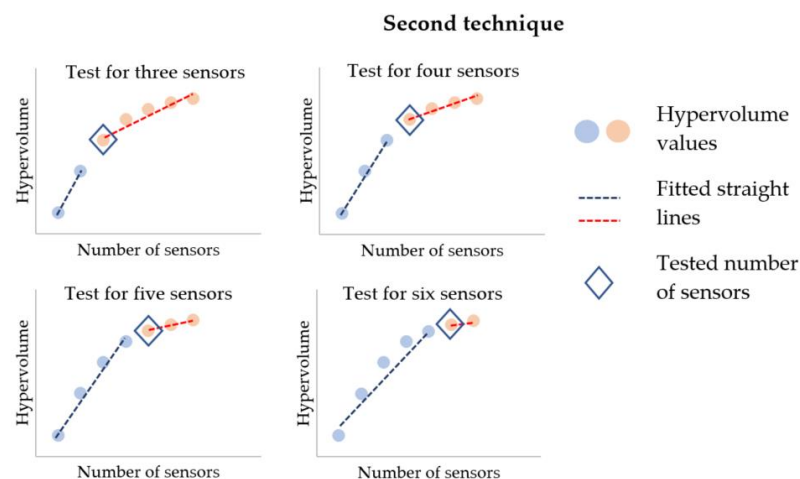 Second technique
Test for three sensors
Hypervolume
Number of sensors
Test for four sensors
Hypervolume
Number of sensors
Hypervolume
values
Fitted straight
lines
Tested number
of sensors
Test for five sensors
Hypervolume
Number of sensors
Test for six sensors
Hypervolume
Number of sensors